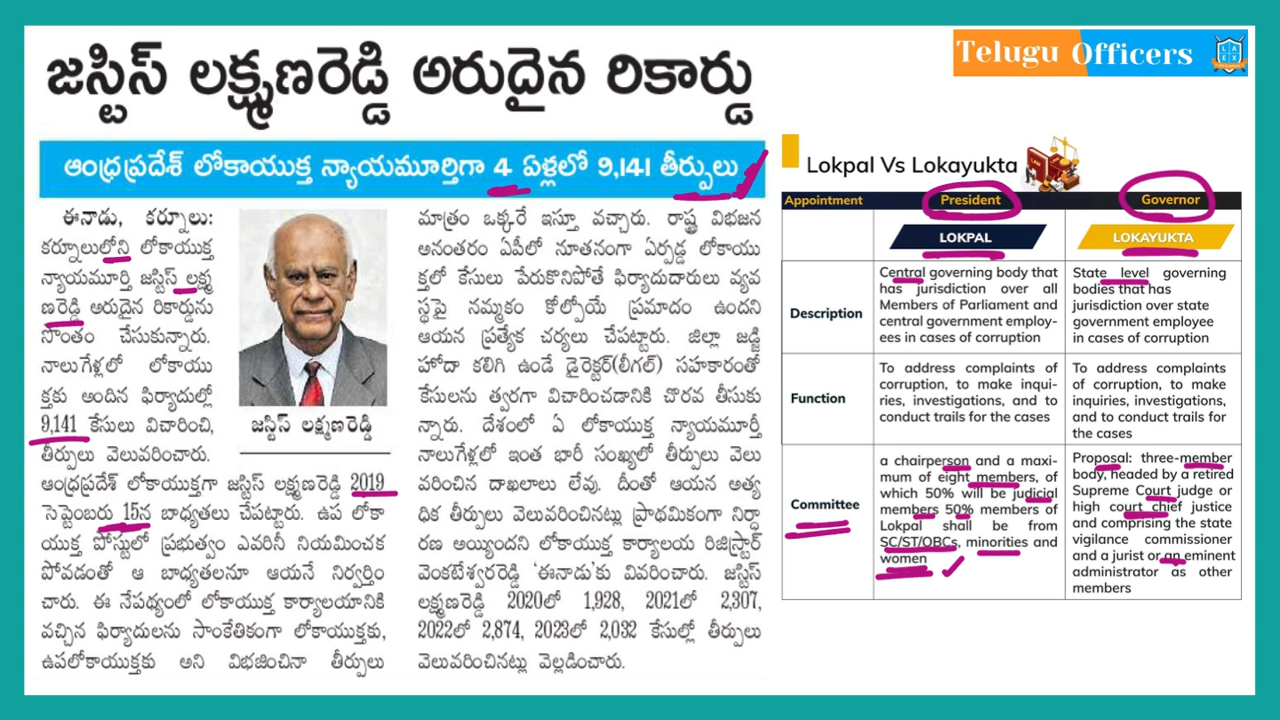 జస్టిస్ లక్ష్మణరెడ్డి అరుదైన రికార్డు
ఆంధ్రప్రదేశ్ లోకాయుక్త న్యాయమూర్తిగా 4 ఏళ్లలో 9,141 తీర్పులు
ఈనాడు, కర్నూలు:
కర్నూలులోని లోకాయుక్త
న్యాయమూర్తి జస్టిస్ లక్ష్మ
ణరెడ్డి అరుదైన రికార్డును
సొంతం చేసుకున్నారు.
నాలుగేళ్లలో లోకాయు
క్తకు అందిన ఫిర్యాదుల్లో
9,141 కేసులు విచారించి,
తీర్పులు వెలువరించారు.
ఆంధ్రప్రదేశ్ లోకాయుక్తగా జస్టిస్ లక్ష్మణరెడ్డి 2019
సెప్టెంబరు 15న బాధ్యతలు చేపట్టారు. ఉప లోకా
యుక్త పోస్టులో ప్రభుత్వం ఎవరినీ నియమించక
పోవడంతో ఆ బాధ్యతలనూ ఆయనే నిర్వర్తిం
చారు. ఈ నేపథ్యంలో లోకాయుక్త కార్యాలయానికి
వచ్చిన ఫిర్యాదులను సాంకేతికంగా లోకాయుక్తకు,
ఉపలోకాయుక్తకు అని విభజించినా తీర్పులు
జస్టిస్ లక్ష్మణరెడ్డి
మాత్రం ఒక్కరే ఇస్తూ వచ్చారు. రాష్ట్ర విభజన
అనంతరం ఏపీలో నూతనంగా ఏర్పడ్డ లోకాయు
క్తలో కేసులు పేరుకొనిపోతే ఫిర్యాదుదారులు వ్యవ
స్థపై నమ్మకం కోల్పోయే ప్రమాదం ఉందని
ఆయన ప్రత్యేక చర్యలు చేపట్టారు. జిల్లా జడ్జి
హోదా కలిగి ఉండే డైరెక్టర్(లీగల్) సహకారంతో
కేసులను త్వరగా విచారించడానికి చొరవ తీసుకు
న్నారు. దేశంలో ఏ లోకాయుక్త న్యాయమూర్తీ
నాలుగేళ్లలో ఇంత భారీ సంఖ్యలో తీర్పులు వెలు
వరించిన దాఖలాలు లేవు. దీంతో ఆయన అత్య
ధిక తీర్పులు వెలువరించినట్లు ప్రాథమికంగా నిర్ధా
రణ అయ్యిందని లోకాయుక్త కార్యాలయ రిజిస్ట్రార్
వెంకటేశ్వరరెడ్డి ‘ఈనాడు’కు వివరించారు. జస్టిస్
లక్ష్మణరెడ్డి 2020లో 1,928, 2021లో 2,307,
2022లో 2,874, 2023లో 2,032 కేసుల్లో తీర్పులు
వెలువరించినట్లు వెల్లడించారు.
Telugu Officers
Lokpal Vs Lokayukta
Appointment President Governor
LOKPAL LOKAYUKTA
Description
Central governing body that
has jurisdiction over all
Members of Parliament and
central government employ-
ees in cases of corruption
State level governing
bodies that has
jurisdiction over state
government employee
in cases of corruption
Function
To address complaints of
corruption, to make inqui-
ries, investigations, and to
conduct trails for the cases
To address complaints
of corruption, to make
inquiries, investigations,
and to conduct trails for
the cases
Committee
a chairperson and a maxi-
mum of eight members, of
which 50% will be judicial
members 50% members of
Lokpal shall be from
SC/ST/OBCs, minorities and
women
Proposal: three-member
body, headed by a retired
Supreme Court judge or
high court chief justice
and comprising the state
vigilance commissioner
and a jurist or an eminent
administrator as other
members